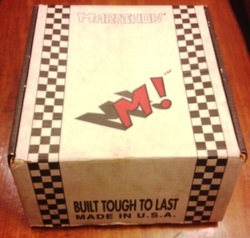 MARATHON
M!
BUILT TOUGH TO LAST
MADE IN U.S.A.